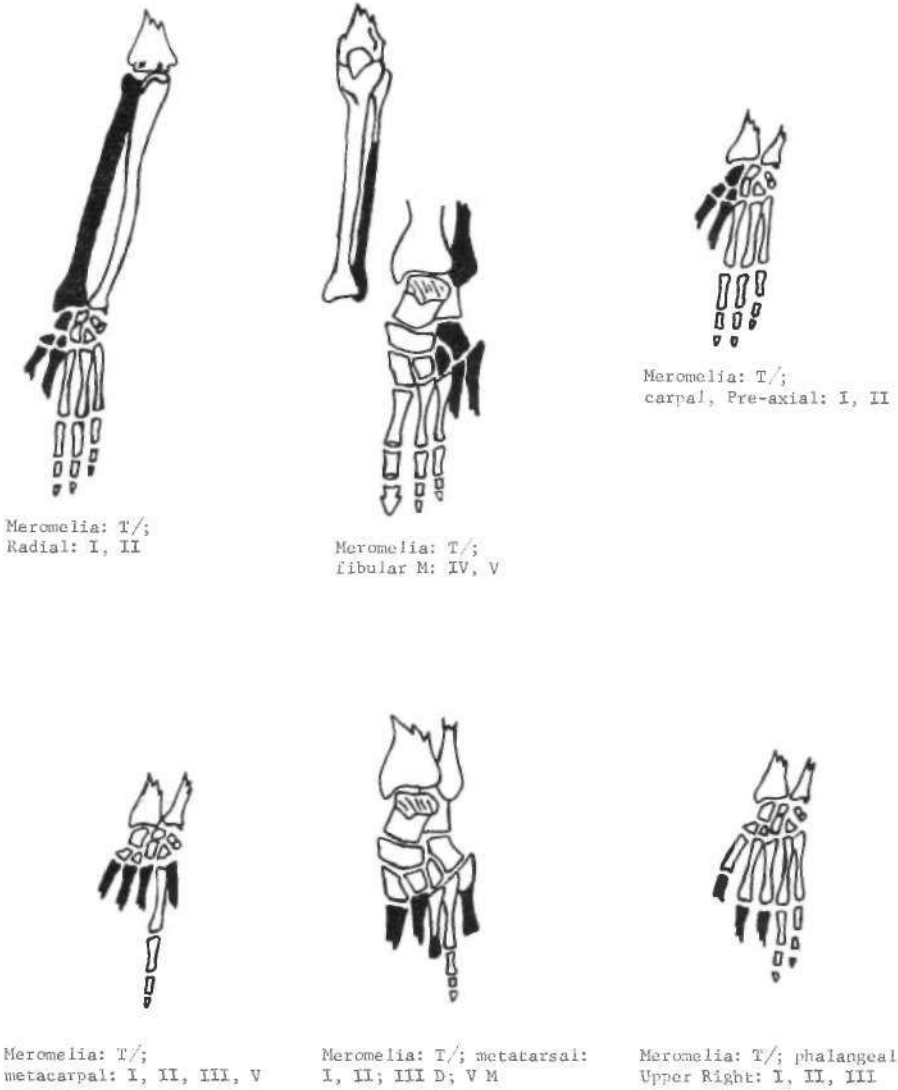 Meromelia: T/;
carpal, Pre-axial: I, II
Meromelia: T/;
Radial: I, II
Meromelia: T/;
fibular M: IV, V
Meromelia: T/;
metacarpal: I, II, III, V
Meromelia: T/; metatarsal:
I, II; III D; V M
Meromelia: T/; phalangeal
Upper Right: I, II, III